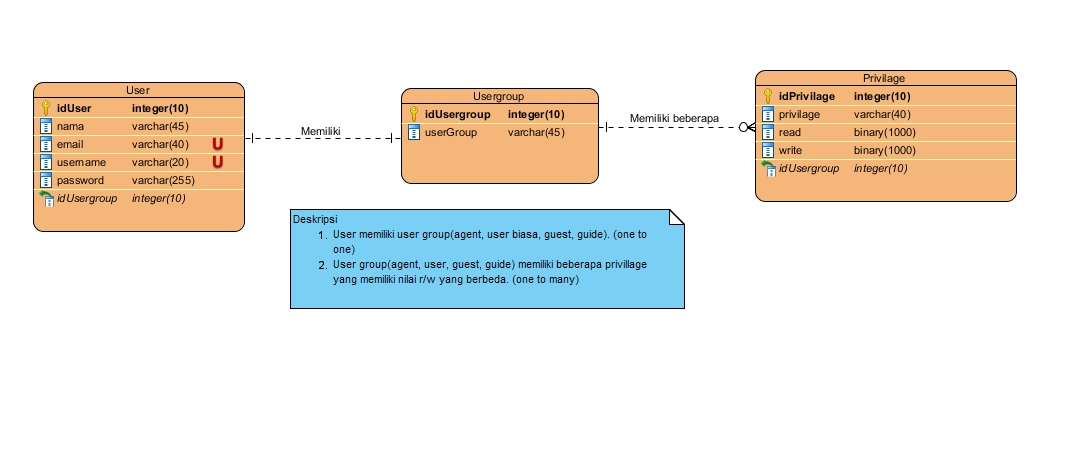 User
idUser integer(10)
nama varchar(45)
email varchar(40) U
username varchar(20) U
password varchar(255)
idUsergroup integer(10)
Memiliki
Usergroup
idUsergroup integer(10)
userGroup varchar(45)
Memiliki beberapa
Privilage
idPrivilage integer(10)
privilage varchar(40)
read binary(1000)
write binary(1000)
idUsergroup integer(10)
Deskripsi
1. User memiliki user group(agent, user biasa, guest, guide). (one to
one)
2. User group(agent, user, guest, guide) memiliki beberapa privillage
yang memiliki nilai r/w yang berbeda. (one to many)